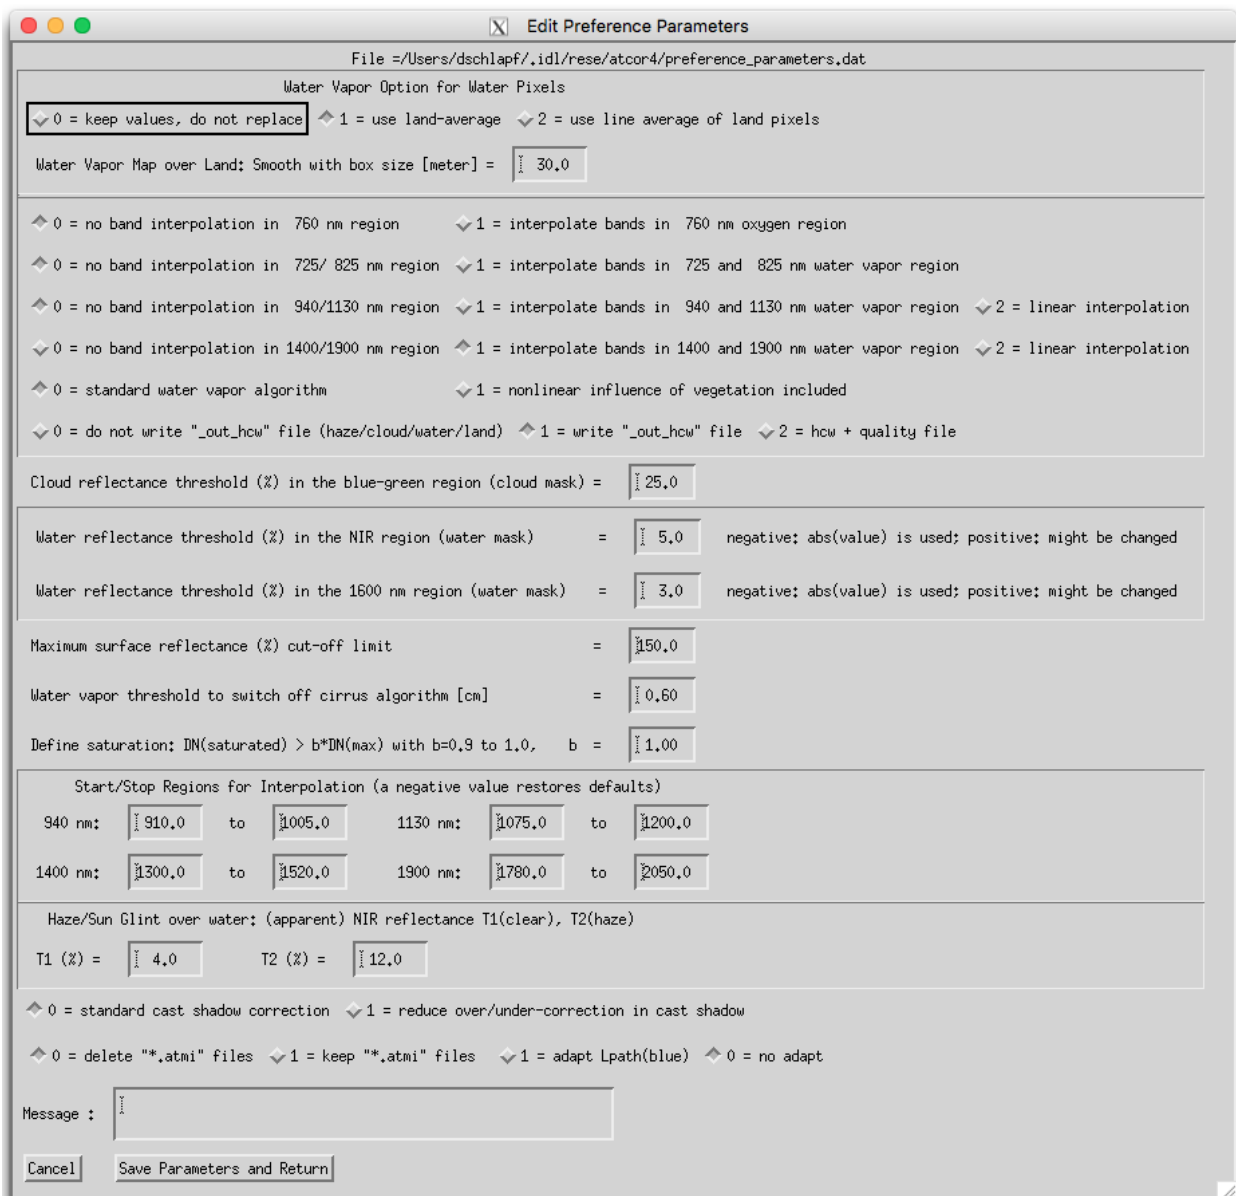 Edit Preference Parameters
File =/Users/dschlapf/.idl/rese/atcor4/preference_parameters.dat
Water Vapor Option for Water Pixels
0 = keep values, do not replace 1 = use land-average 2 = use line average of land pixels
Water Vapor Map over Land: Smooth with box size [meter] = 30.0
0 = no band interpolation in 760 nm region 1 = interpolate bands in 760 nm oxygen region
0 = no band interpolation in 725/ 825 nm region 1 = interpolate bands in 725 and 825 nm water vapor region
0 = no band interpolation in 940/1130 nm region 1 = interpolate bands in 940 and 1130 nm water vapor region 2 = linear interpolation
0 = no band interpolation in 1400/1900 nm region 1 = interpolate bands in 1400 and 1900 nm water vapor region 2 = linear interpolation
0 = standard water vapor algorithm 1 = nonlinear influence of vegetation included
0 = do not write "_out_hcw" file (haze/cloud/water/land) 1 = write "_out_hcw" file 2 = hcw + quality file
Cloud reflectance threshold (%) in the blue-green region (cloud mask) = 25.0
Water reflectance threshold (%) in the NIR region (water mask) = 5.0 negative: abs(value) is used; positive: might be changed
Water reflectance threshold (%) in the 1600 nm region (water mask) = 3.0 negative: abs(value) is used; positive: might be changed
Maximum surface reflectance (%) cut-off limit = 150.0
Water vapor threshold to switch off cirrus algorithm [cm] = 0.60
Define saturation: DN(saturated) > b*DN(max) with b=0.9 to 1.0, b = 1.00
Start/Stop Regions for Interpolation (a negative value restores defaults)
940 nm: 910.0 to 1005.0 1130 nm: 1075.0 to 1200.0
1400 nm: 1300.0 to 1520.0 1900 nm: 1780.0 to 2050.0
Haze/Sun Glint over water: (apparent) NIR reflectance T1(clear), T2(haze)
T1 (%) = 4.0 T2 (%) = 12.0
0 = standard cast shadow correction 1 = reduce over/under-correction in cast shadow
0 = delete "*.atmi" files 1 = keep "*.atmi" files 1 = adapt Lpath(blue) 0 = no adapt
Message :
Cancel Save Parameters and Return